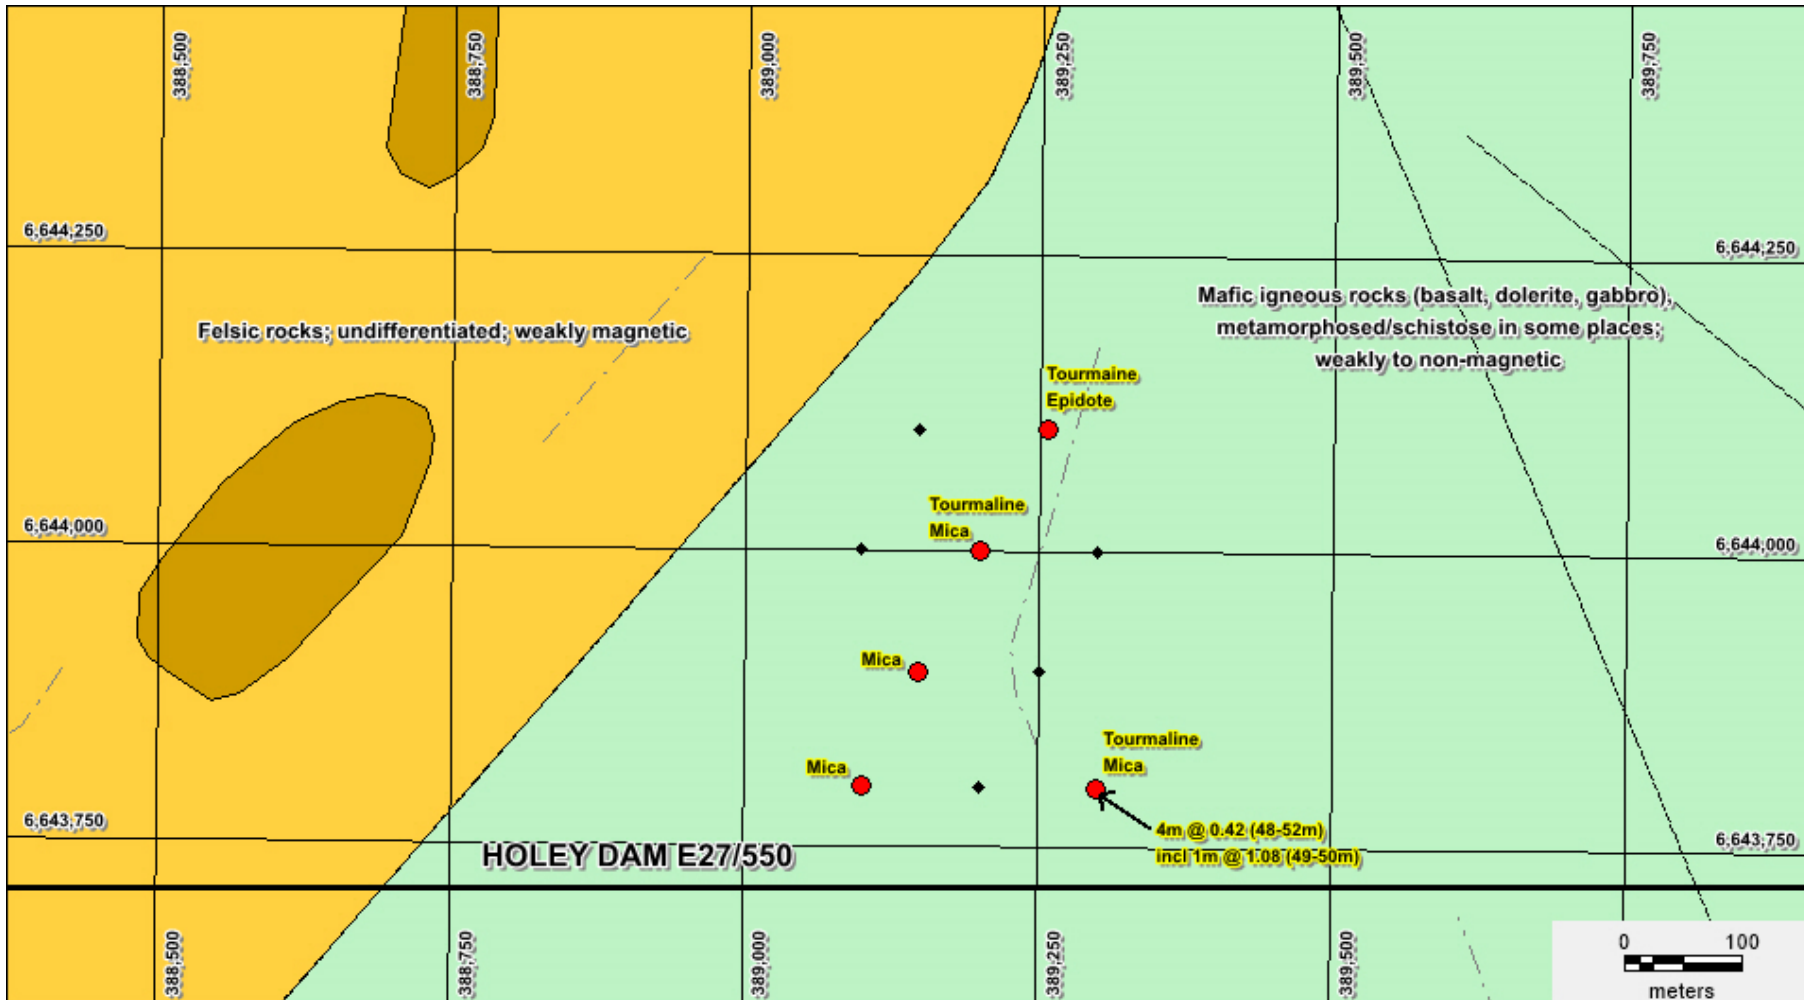 388,500
388,750
389,000
389,250
389,500
389,750
6,644,250
6,644,250
Felsic rocks; undifferentiated; weakly magnetic
Mafic igneous rocks (basalt, dolerite, gabbro),
metamorphosed/schistose in some places;
weakly to non-magnetic
Tourmaine
Epidote
Tourmaline
Mica
6,644,000
6,644,000
Mica
Tourmaline
Mica
Mica
4m @ 0.42 (48-52m)
incl 1m @ 1.08 (49-50m)
6,643,750
6,643,750
HOLEY DAM E27/550
388,500
388,750
389,000
389,250
389,500
0 100
meters